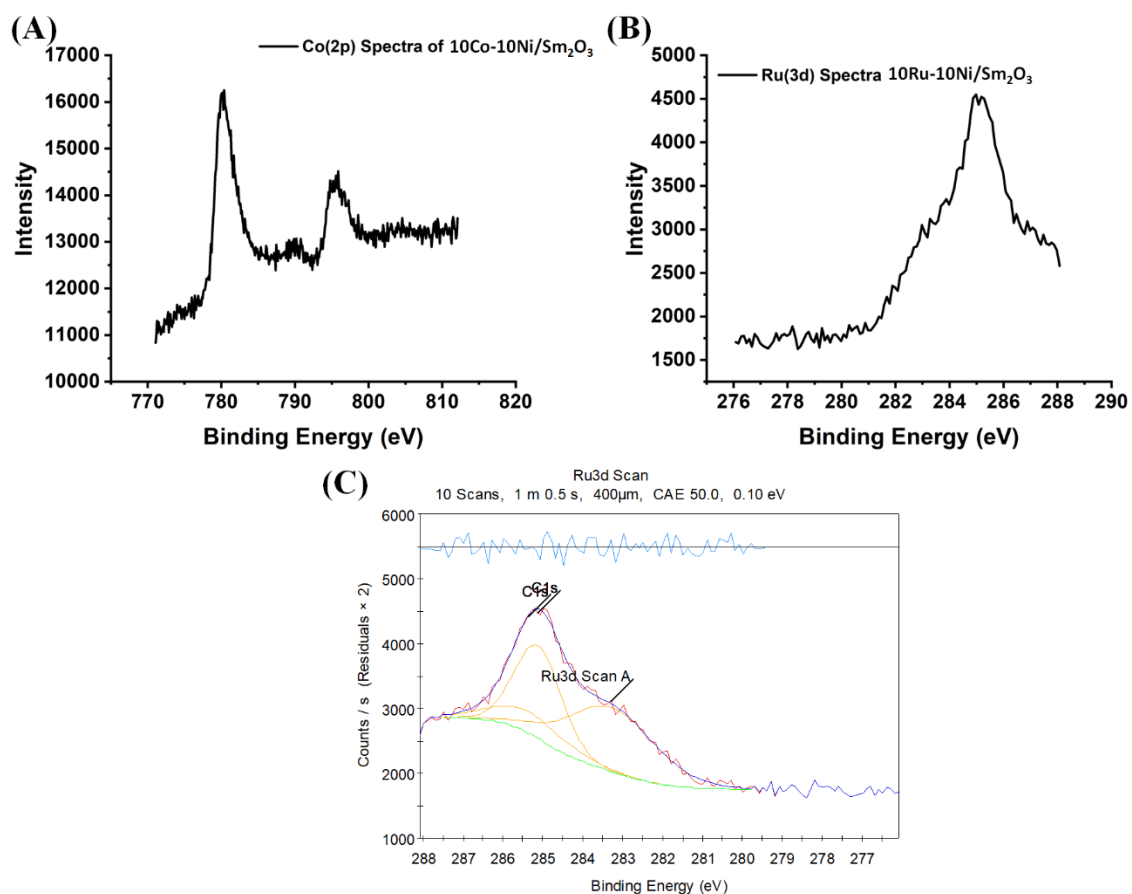 (A)
Co(2p) Spectra of 10Co-10Ni/Sm₂O₃
17000
16000
15000
14000
13000
12000
11000
10000
Intensity
770 780 790 800 810 820
Binding Energy (eV)
(B)
Ru(3d) Spectra 10Ru-10Ni/Sm₂O₃
5000
4500
4000
3500
3000
2500
2000
1500
Intensity
276 278 280 282 284 286 288 290
Binding Energy (eV)
(C)
Ru3d Scan
10 Scans, 1 m 0.5 s, 400µm, CAE 50.0, 0.10 eV
6000
5000
4000
3000
2000
1000
Counts / s (Residuals × 2)
C1s
C1s
Ru3d Scan A
288 287 286 285 284 283 282 281 280 279 278 277
Binding Energy (eV)